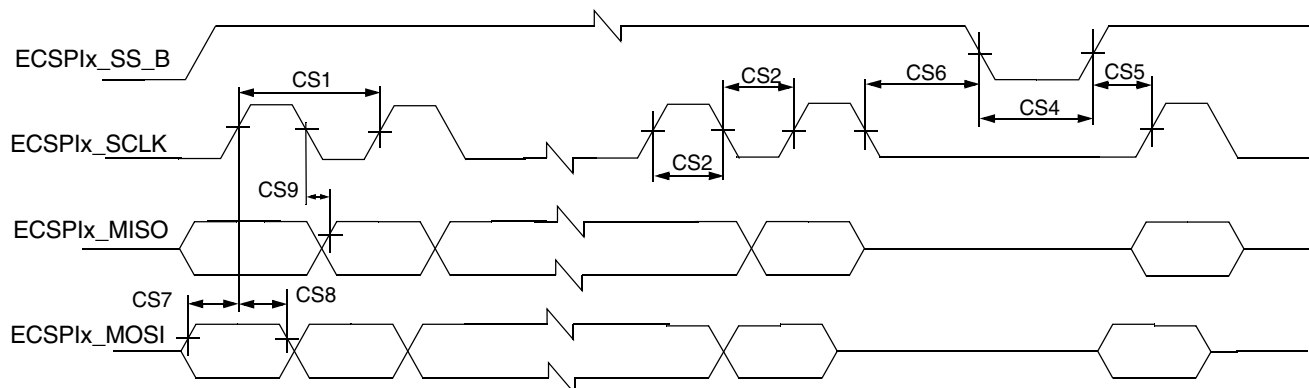 ECSPIx_SS_B
CS1
CS2
CS6
CS5
CS4
ECSPIx_SCLK
CS2
CS9
ECSPIx_MISO
CS7
CS8
ECSPIx_MOSI